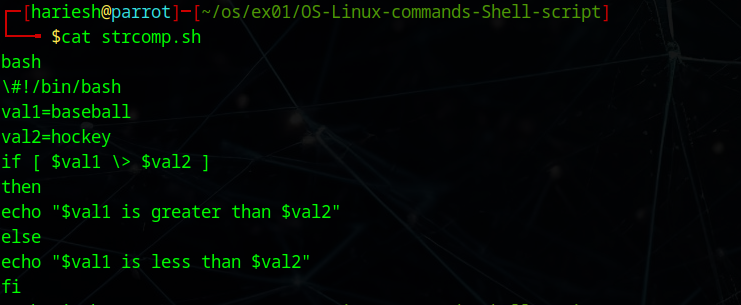 ┌─[hariesh@parrot]─[~/os/ex01/OS-Linux-commands-Shell-script]
└──╼ $cat strcomp.sh
bash
\#!/bin/bash
val1=baseball
val2=hockey
if [ $val1 \> $val2 ]
then
echo "$val1 is greater than $val2"
else
echo "$val1 is less than $val2"
fi